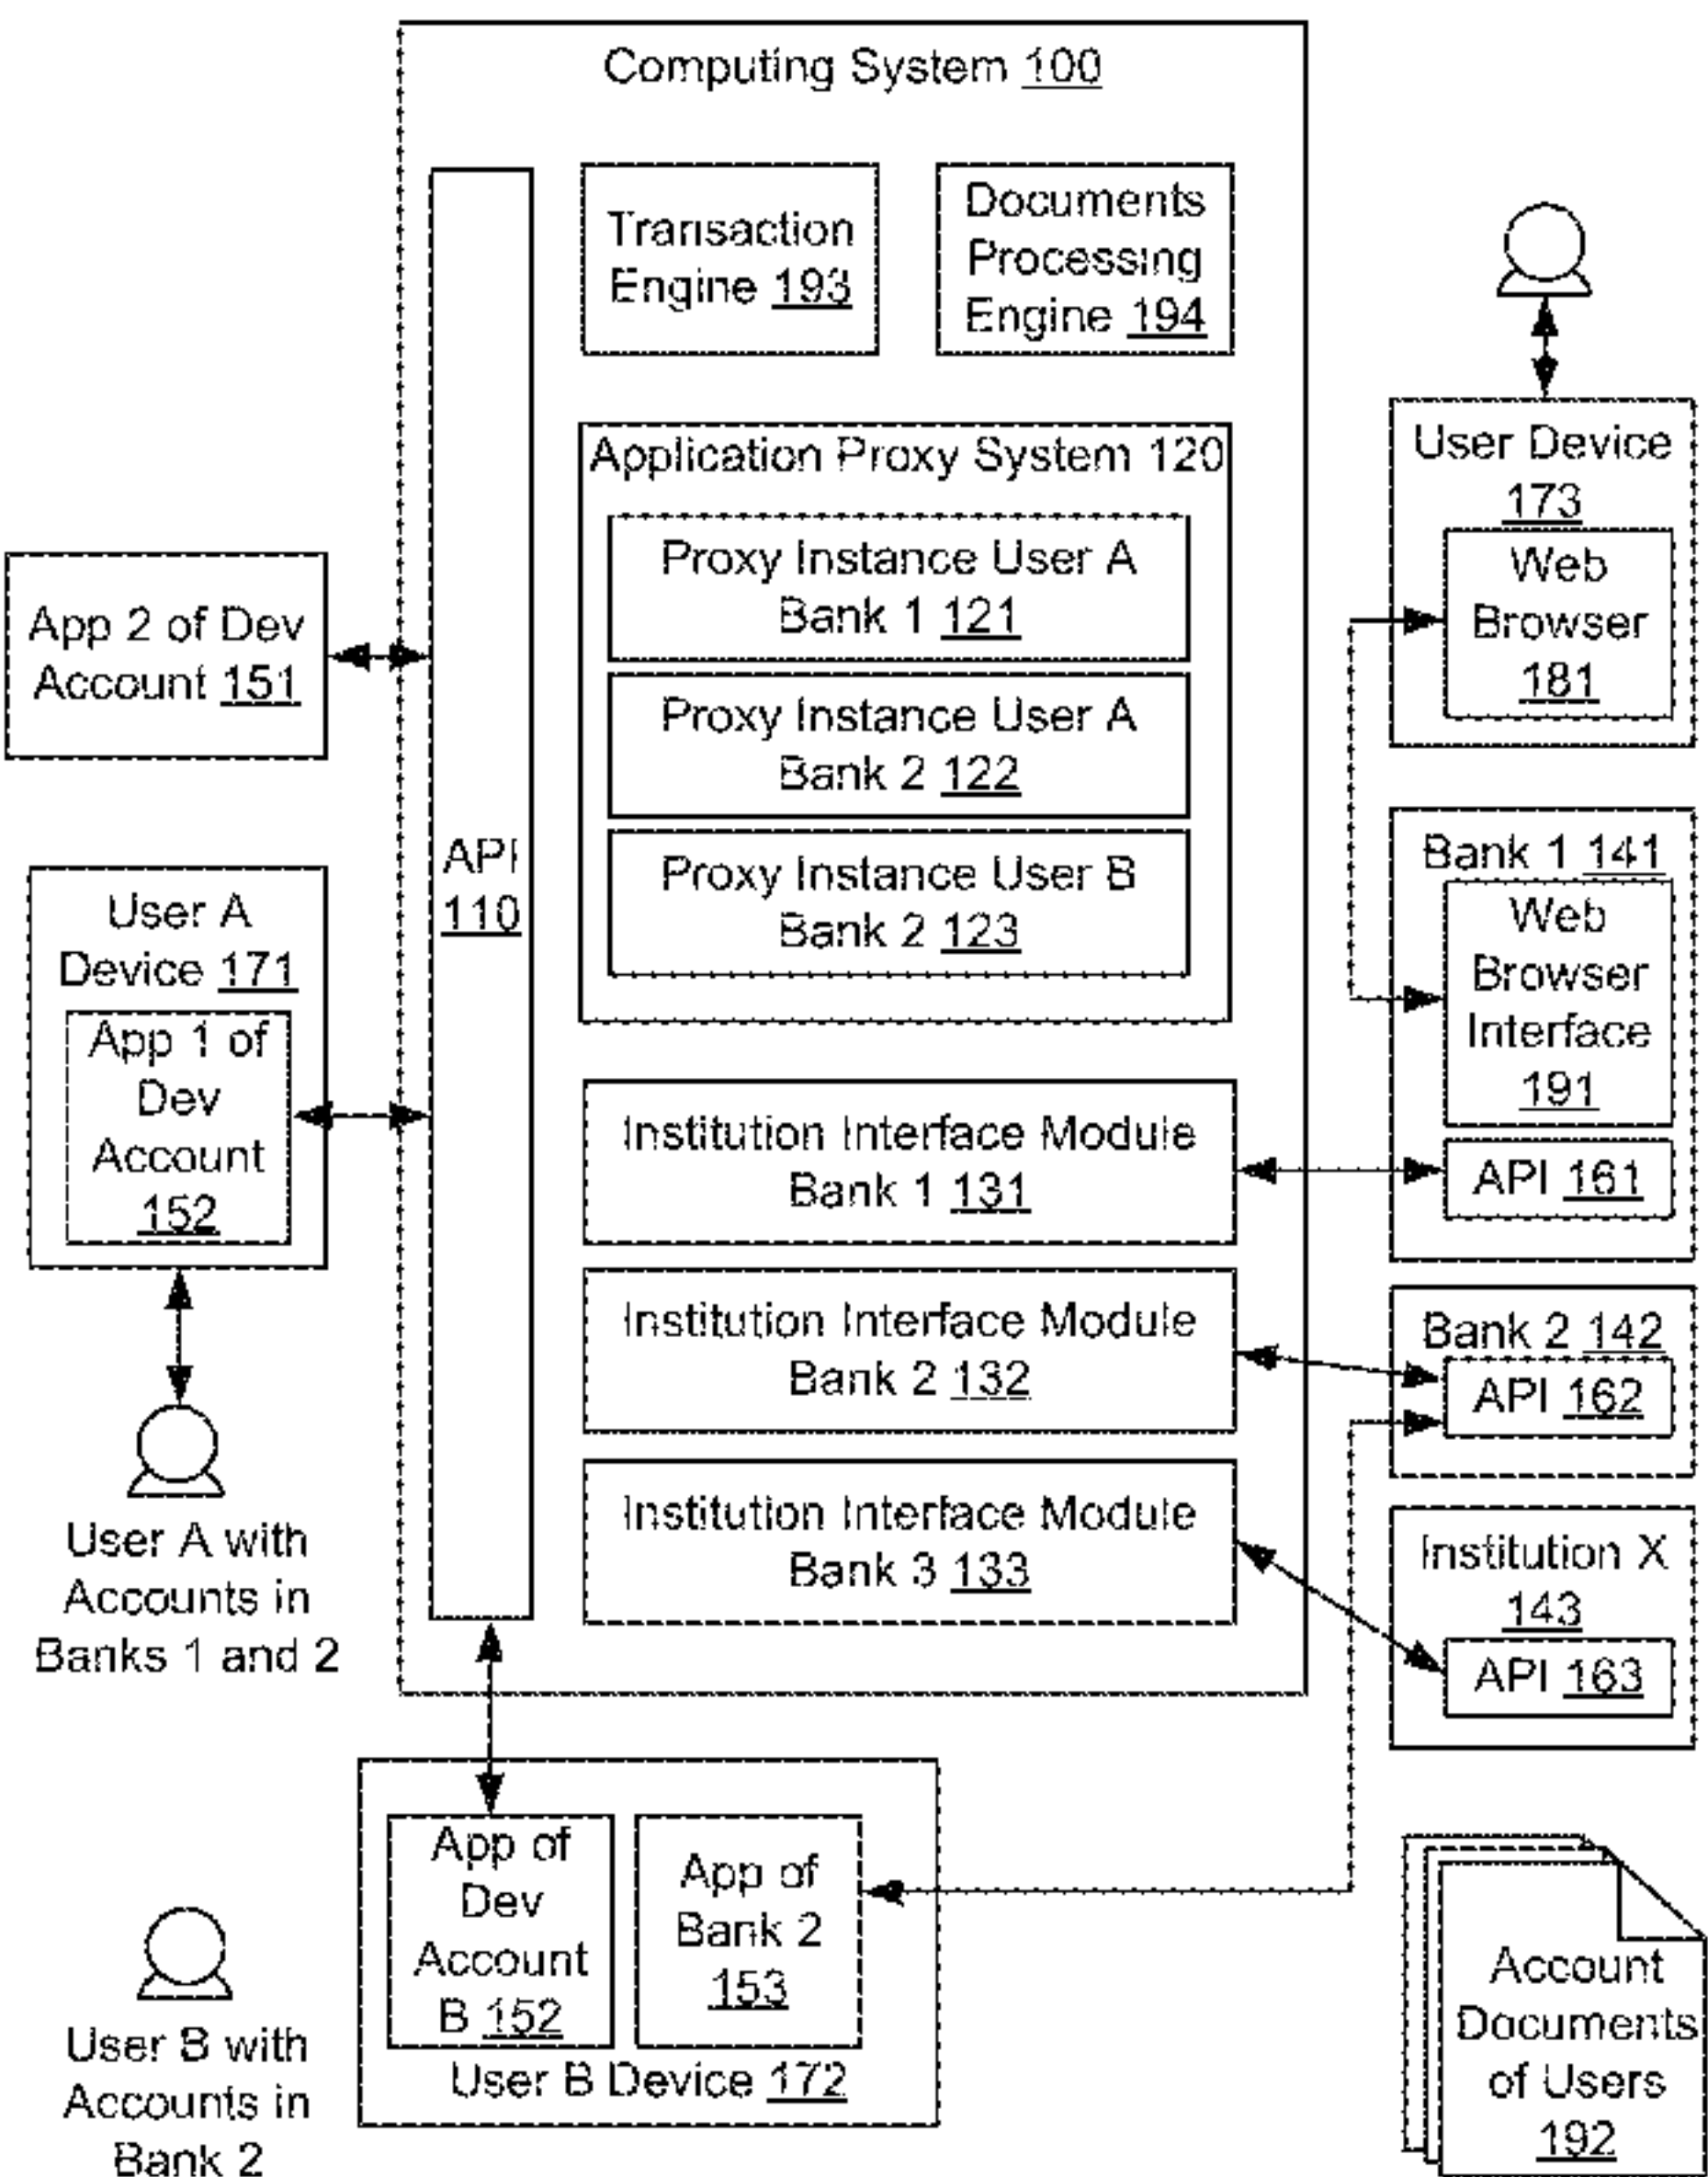 Computing System 100
Transaction
Engine 193
Documents
Processing
Engine 194
Application Proxy System 120
Proxy Instance User A
Bank 1 121
Proxy Instance User A
Bank 2 122
Proxy Instance User B
Bank 2 123
API
110
App 2 of Dev
Account 151
User A
Device 171
App 1 of
Dev
Account
152
User A with
Accounts in
Banks 1 and 2
Institution Interface Module
Bank 1 131
Institution Interface Module
Bank 2 132
Institution Interface Module
Bank 3 133
User Device
173
Web
Browser
181
Bank 1 141
Web
Browser
Interface
191
API 161
Bank 2 142
API 162
Institution X
143
API 163
App of
Dev
Account
B 152
App of
Bank 2
153
User B Device 172
User B with
Accounts in
Bank 2
Account
Documents
of Users
192